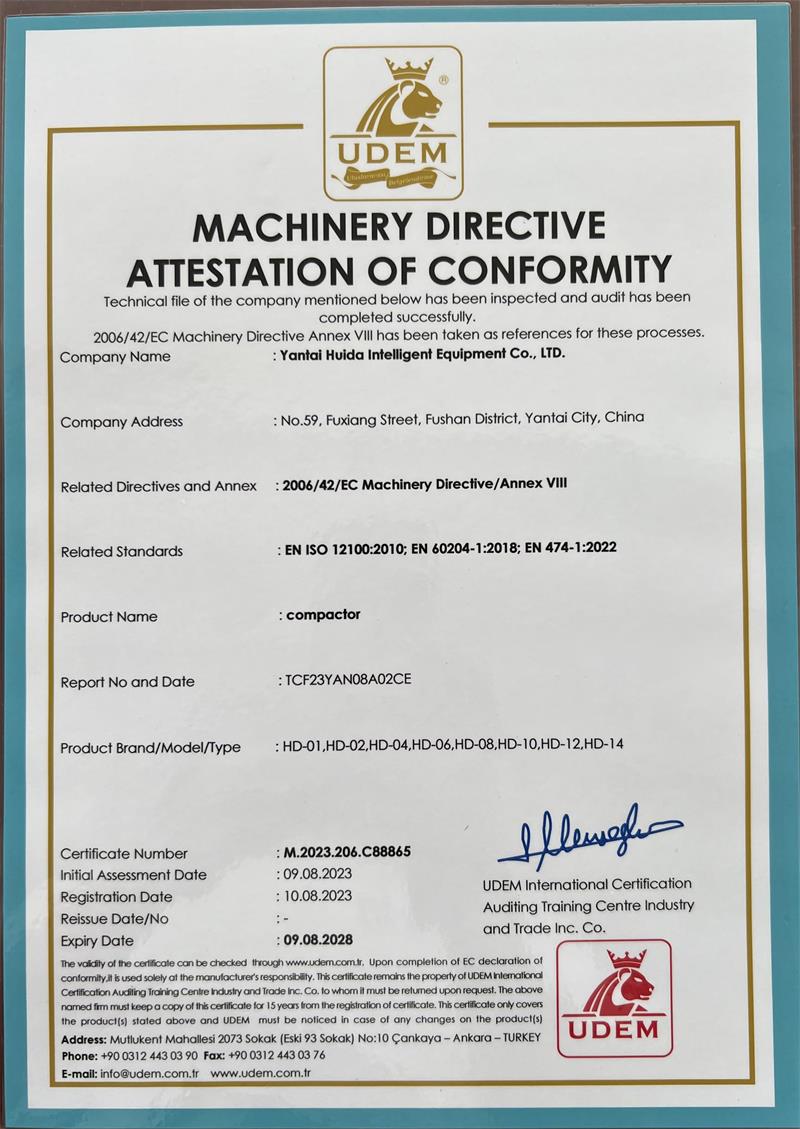 ®
UDEM
Uluslararası Belgelendirme
MACHINERY DIRECTIVE
ATTESTATION OF CONFORMITY
Technical file of the company mentioned below has been inspected and audit has been
completed successfully.
2006/42/EC Machinery Directive Annex VIII has been taken as references for these processes.
Company Name : Yantai Huida Intelligent Equipment Co., LTD.
Company Address : No.59, Fuxiang Street, Fushan District, Yantai City, China
Related Directives and Annex : 2006/42/EC Machinery Directive/Annex VIII
Related Standards : EN ISO 12100:2010; EN 60204-1:2018; EN 474-1:2022
Product Name : compactor
Report No and Date : TCF23YAN08A02CE
Product Brand/Model/Type : HD-01,HD-02,HD-04,HD-06,HD-08,HD-10,HD-12,HD-14
Certificate Number : M.2023.206.C88865
Initial Assessment Date : 09.08.2023
Registration Date : 10.08.2023
Reissue Date/No : -
Expiry Date : 09.08.2028
UDEM International Certification
Auditing Training Centre Industry
and Trade Inc. Co.
The validity of the certificate can be checked through www.udem.com.tr. Upon completion of EC declaration of
conformity,it is used solely at the manufacturer's responsibility. This certificate remains the property of UDEM International
Certification Auditing Training Centre Industry and Trade Inc. Co. to whom it must be returned upon request. The above
named firm must keep a copy of this certificate for 15 years from the registration of certificate. This certificate only covers
the product(s) stated above and UDEM must be noticed in case of any changes on the product(s)
Address: Mutlukent Mahallesi 2073 Sokak (Eski 93 Sokak) No:10 Çankaya – Ankara – TURKEY
Phone: +90 0312 443 03 90 Fax: +90 0312 443 03 76
E-mail: info@udem.com.tr www.udem.com.tr
UDEM